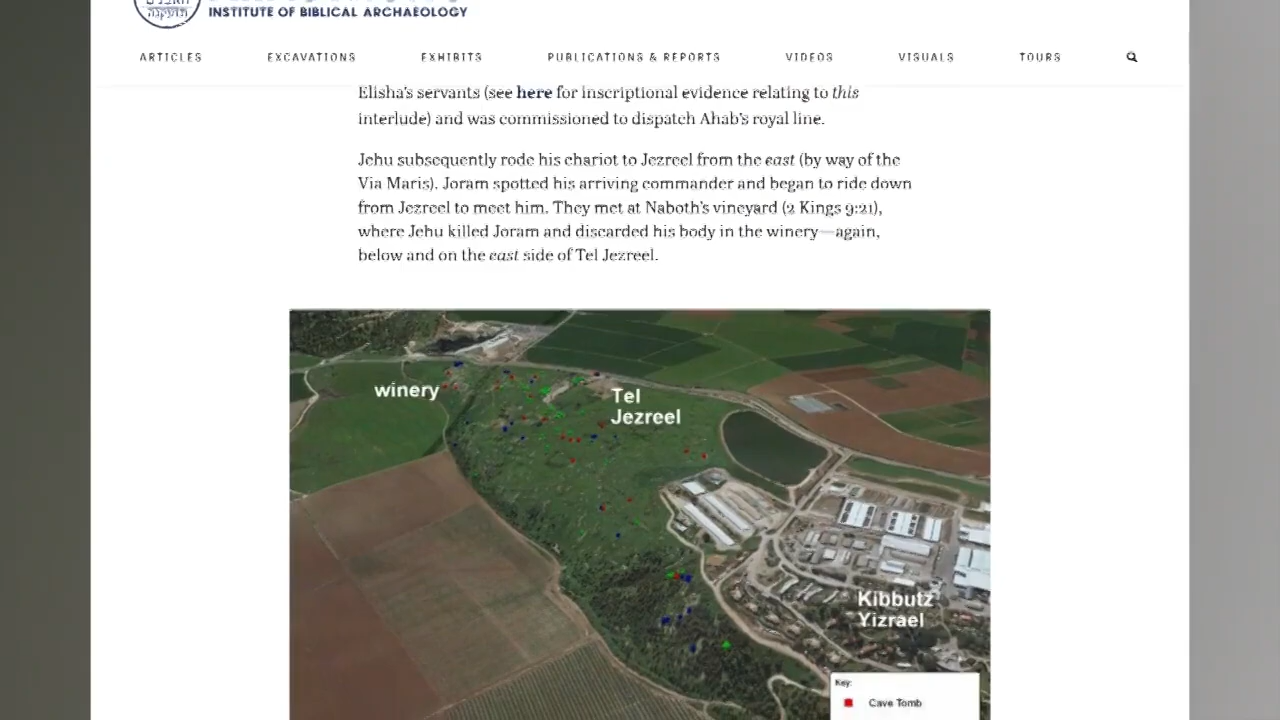 INSTITUTE OF BIBLICAL ARCHAEOLOGY
ARTICLES EXCAVATIONS EXHIBITS PUBLICATIONS & REPORTS VIDEOS VISUALS TOURS
Elisha's servants (see here for inscriptional evidence relating to this
interlude) and was commissioned to dispatch Ahab's royal line.
Jehu subsequently rode his chariot to Jezreel from the east (by way of the
Via Maris). Joram spotted his arriving commander and began to ride down
from Jezreel to meet him. They met at Naboth's vineyard (2 Kings 9:21),
where Jehu killed Joram and discarded his body in the winery—again,
below and on the east side of Tel Jezreel.
winery
Tel
Jezreel
Kibbutz
Yizrael
Key:
Cave Tomb